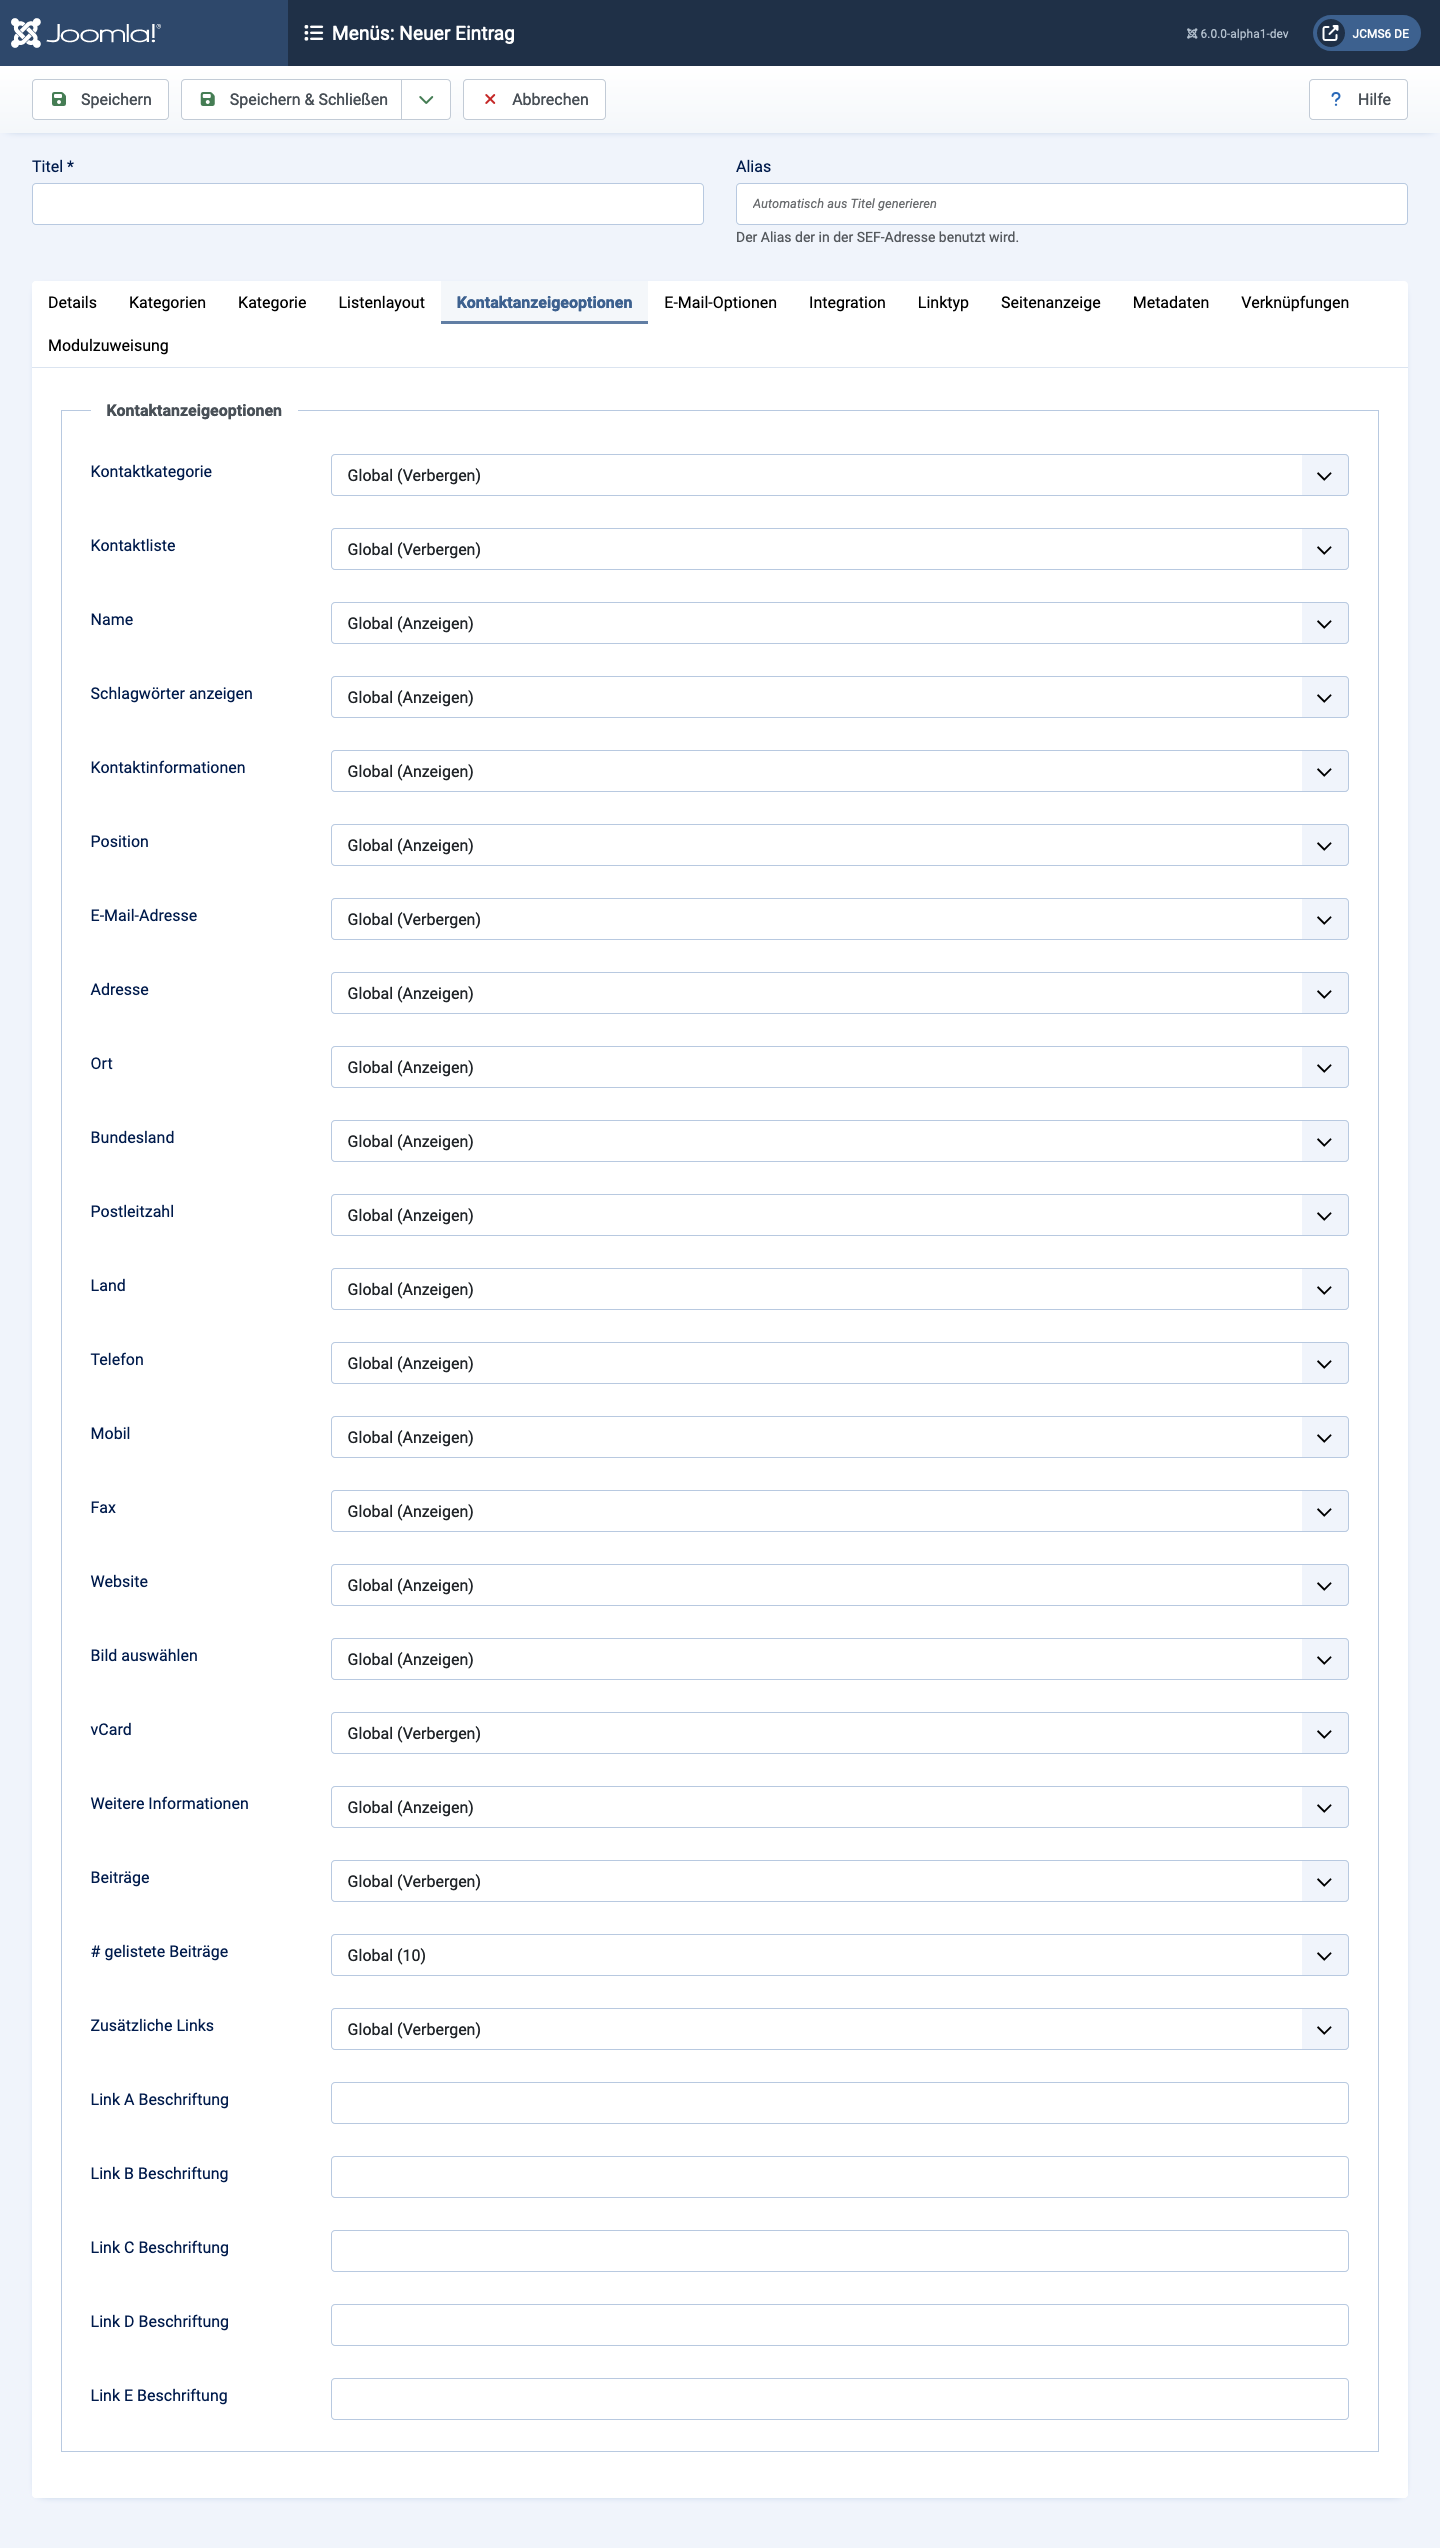 Joomla!®
Menüs: Neuer Eintrag
6.0.0-alpha1-dev
JCMS6 DE
Speichern
Speichern & Schließen
Abbrechen
? Hilfe
Titel *
Alias
Automatisch aus Titel generieren
Der Alias der in der SEF-Adresse benutzt wird.
Details Kategorien Kategorie Listenlayout Kontaktanzeigeoptionen E-Mail-Optionen Integration Linktyp Seitenanzeige Metadaten Verknüpfungen
Modulzuweisung
Kontaktanzeigeoptionen
Kontaktkategorie Global (Verbergen)
Kontaktliste Global (Verbergen)
Name Global (Anzeigen)
Schlagwörter anzeigen Global (Anzeigen)
Kontaktinformationen Global (Anzeigen)
Position Global (Anzeigen)
E-Mail-Adresse Global (Verbergen)
Adresse Global (Anzeigen)
Ort Global (Anzeigen)
Bundesland Global (Anzeigen)
Postleitzahl Global (Anzeigen)
Land Global (Anzeigen)
Telefon Global (Anzeigen)
Mobil Global (Anzeigen)
Fax Global (Anzeigen)
Website Global (Anzeigen)
Bild auswählen Global (Anzeigen)
vCard Global (Verbergen)
Weitere Informationen Global (Anzeigen)
Beiträge Global (Verbergen)
# gelistete Beiträge Global (10)
Zusätzliche Links Global (Verbergen)
Link A Beschriftung
Link B Beschriftung
Link C Beschriftung
Link D Beschriftung
Link E Beschriftung